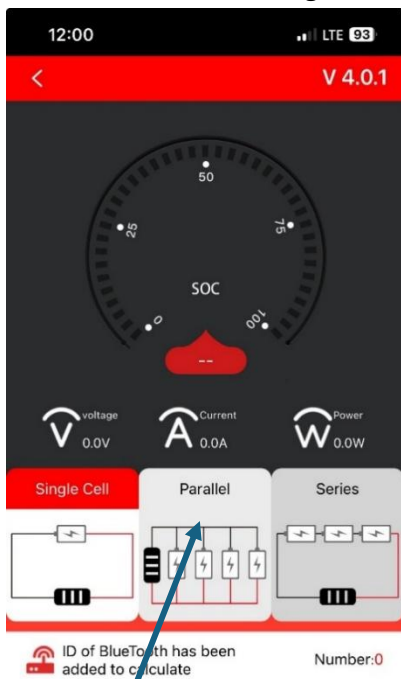 12:00 LTE 93
< V 4.0.1
50
25 75
SOC
0 100
--
voltage Current Power
V 0.0V A 0.0A W 0.0W
Single Cell Parallel Series
ID of BlueTooth has been
added to calculate
Number:0